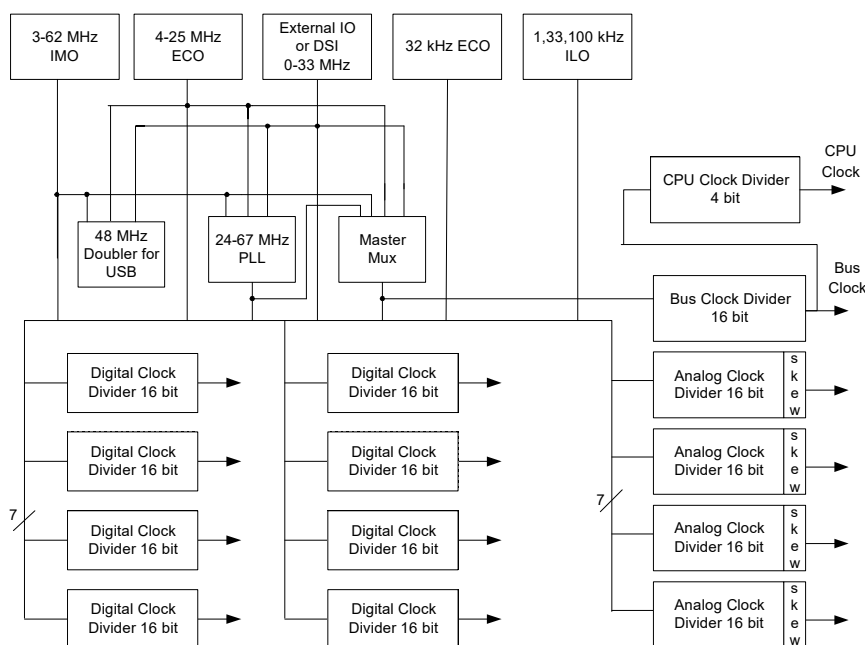 3-62 MHz
IMO
4-25 MHz
ECO
External IO
or DSI
0-33 MHz
32 kHz ECO
1,33,100 kHz
ILO
CPU
Clock
CPU Clock Divider
4 bit
48 MHz
Doubler for
USB
24-67 MHz
PLL
Master
Mux
Bus
Clock
Bus Clock Divider
16 bit
Digital Clock
Divider 16 bit
Digital Clock
Divider 16 bit
Analog Clock
Divider 16 bit
s
k
e
w
Digital Clock
Divider 16 bit
Digital Clock
Divider 16 bit
Analog Clock
Divider 16 bit
s
k
e
w
7
7
Digital Clock
Divider 16 bit
Digital Clock
Divider 16 bit
Analog Clock
Divider 16 bit
s
k
e
w
Digital Clock
Divider 16 bit
Digital Clock
Divider 16 bit
Analog Clock
Divider 16 bit
s
k
e
w